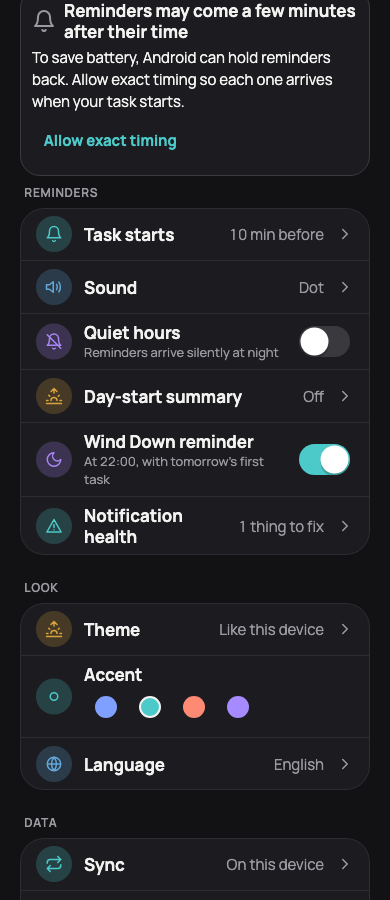 Reminders may come a few minutes
after their time
To save battery, Android can hold reminders
back. Allow exact timing so each one arrives
when your task starts.
Allow exact timing
REMINDERS
Task starts
10 min before
Sound
Dot
Quiet hours
Reminders arrive silently at night
Day-start summary
Off
Wind Down reminder
At 22:00, with tomorrow's first
task
Notification
health
1 thing to fix
LOOK
Theme
Like this device
Accent
Language
English
DATA
Sync
On this device